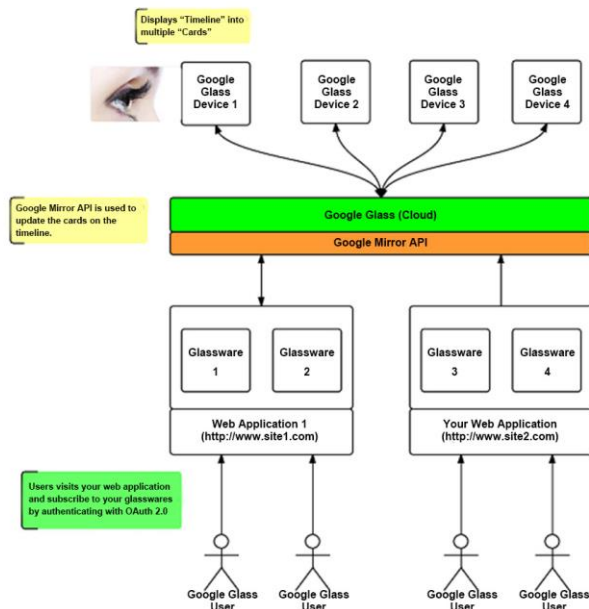 Displays “Timeline” into
multiple “Cards”
Google
Glass
Device 1
Google
Glass
Device 2
Google
Glass
Device 3
Google
Glass
Device 4
Google Mirror API is used to
update the cards on the
timeline.
Google Glass (Cloud)
Google Mirror API
Glassware
1
Glassware
2
Glassware
3
Glassware
4
Web Application 1
(http://www.site1.com)
Your Web Application
(http://www.site2.com)
Users visits your web application
and subscribe to your glasswares
by authenticating with OAuth 2.0
Google Glass
User
Google Glass
User
Google Glass
User
Google Glass
User